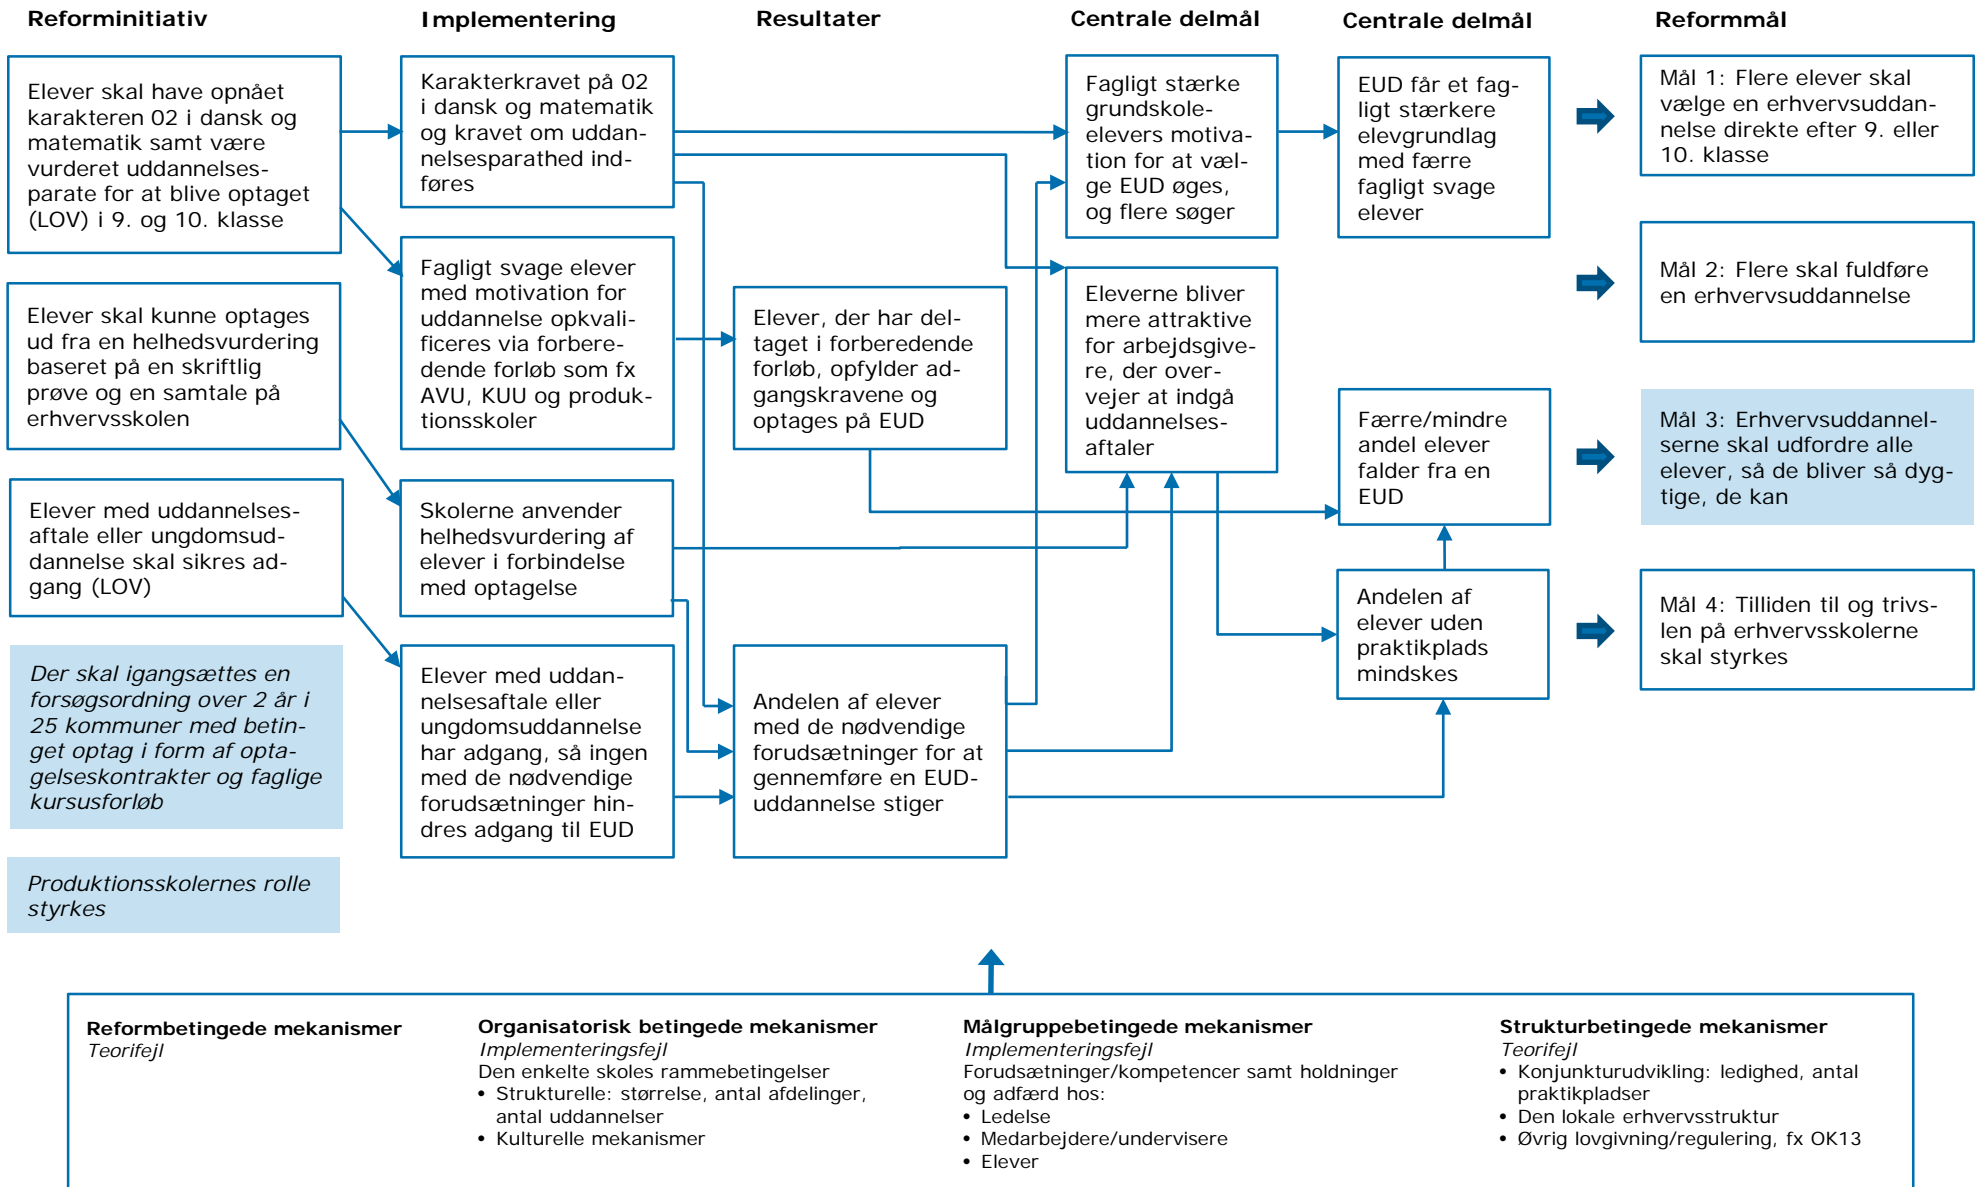 Reforminitiativ
Implementering
Resultater
Centrale delmål
Centrale delmål
Reformmål
Elever skal have opnået
karakteren 02 i dansk og
matematik samt være
vurderet uddannelses-
parate for at blive optaget
(LOV) i 9. og 10. klasse
Elever skal kunne optages
ud fra en helhedsvurdering
baseret på en skriftlig
prøve og en samtale på
erhvervsskolen
Elever med uddannelses-
aftale eller ungdomsud-
dannelse skal sikres ad-
gang (LOV)
Der skal igangsættes en
forsøgsordning over 2 år i
25 kommuner med betin-
get optag i form af opta-
gelseskontrakter og faglige
kursusforløb
Produktionsskolernes rolle
styrkes
Karakterkravet på 02
i dansk og matematik
og kravet om uddan-
nelsesparathed ind-
føres
Fagligt svage elever
med motivation for
uddannelse opkvali-
ficeres via forbere-
dende forløb som fx
AVU, KUU og produk-
tionsskoler
Skolerne anvender
helhedsvurdering af
elever i forbindelse
med optagelse
Elever med uddan-
nelsesaftale eller
ungdomsuddannelse
har adgang, så ingen
med de nødvendige
forudsætninger hin-
dres adgang til EUD
Elever, der har del-
taget i forberedende
forløb, opfylder ad-
gangskravene og
optages på EUD
Andelen af elever
med de nødvendige
forudsætninger for at
gennemføre en EUD-
uddannelse stiger
Fagligt stærke
grundskole-
elevers motiva-
tion for at væl-
ge EUD øges,
og flere søger
Eleverne bliver
mere attraktive
for arbejdsgive-
re, der over-
vejer at indgå
uddannelses-
aftaler
EUD får et fag-
ligt stærkere
elevgrundlag
med færre
fagligt svage
elever
Færre/mindre
andel elever
falder fra en
EUD
Andelen af
elever uden
praktikplads
mindskes
Mål 1: Flere elever skal
vælge en erhvervsuddan-
nelse direkte efter 9. eller
10. klasse
Mål 2: Flere skal fuldføre
en erhvervsuddannelse
Mål 3: Erhvervsuddannel-
serne skal udfordre alle
elever, så de bliver så dyg-
tige, de kan
Mål 4: Tilliden til og trivs-
len på erhvervsskolerne
skal styrkes
Reformbetingede mekanismer
Teorifejl
Organisatorisk betingede mekanismer
Implementeringsfejl
Den enkelte skoles rammebetingelser
• Strukturelle: størrelse, antal afdelinger,
antal uddannelser
• Kulturelle mekanismer
Målgruppebetingede mekanismer
Implementeringsfejl
Forudsætninger/kompetencer samt holdninger
og adfærd hos:
• Ledelse
• Medarbejdere/undervisere
• Elever
Strukturbetingede mekanismer
Teorifejl
• Konjunkturudvikling: ledighed, antal
praktikpladser
• Den lokale erhvervsstruktur
• Øvrig lovgivning/regulering, fx OK13